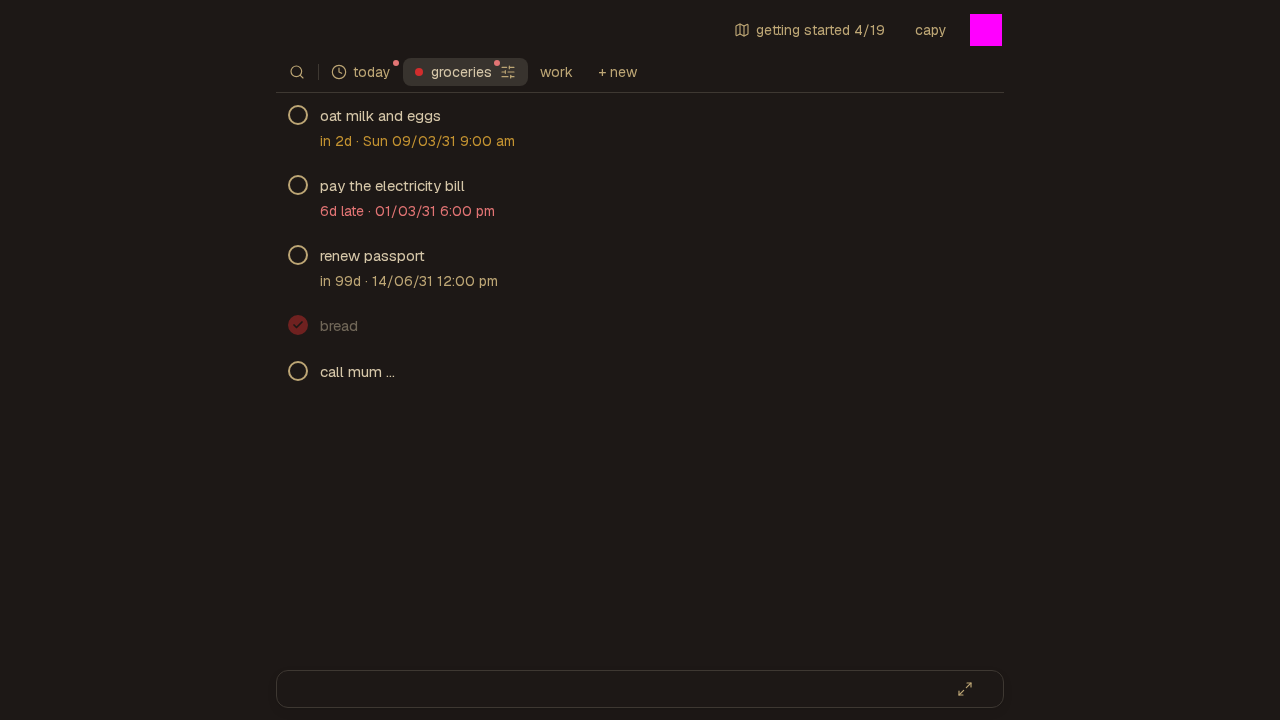 getting started 4/19 capy
today groceries work + new
oat milk and eggs
in 2d · Sun 09/03/31 9:00 am
pay the electricity bill
6d late · 01/03/31 6:00 pm
renew passport
in 99d · 14/06/31 12:00 pm
bread
call mum ...